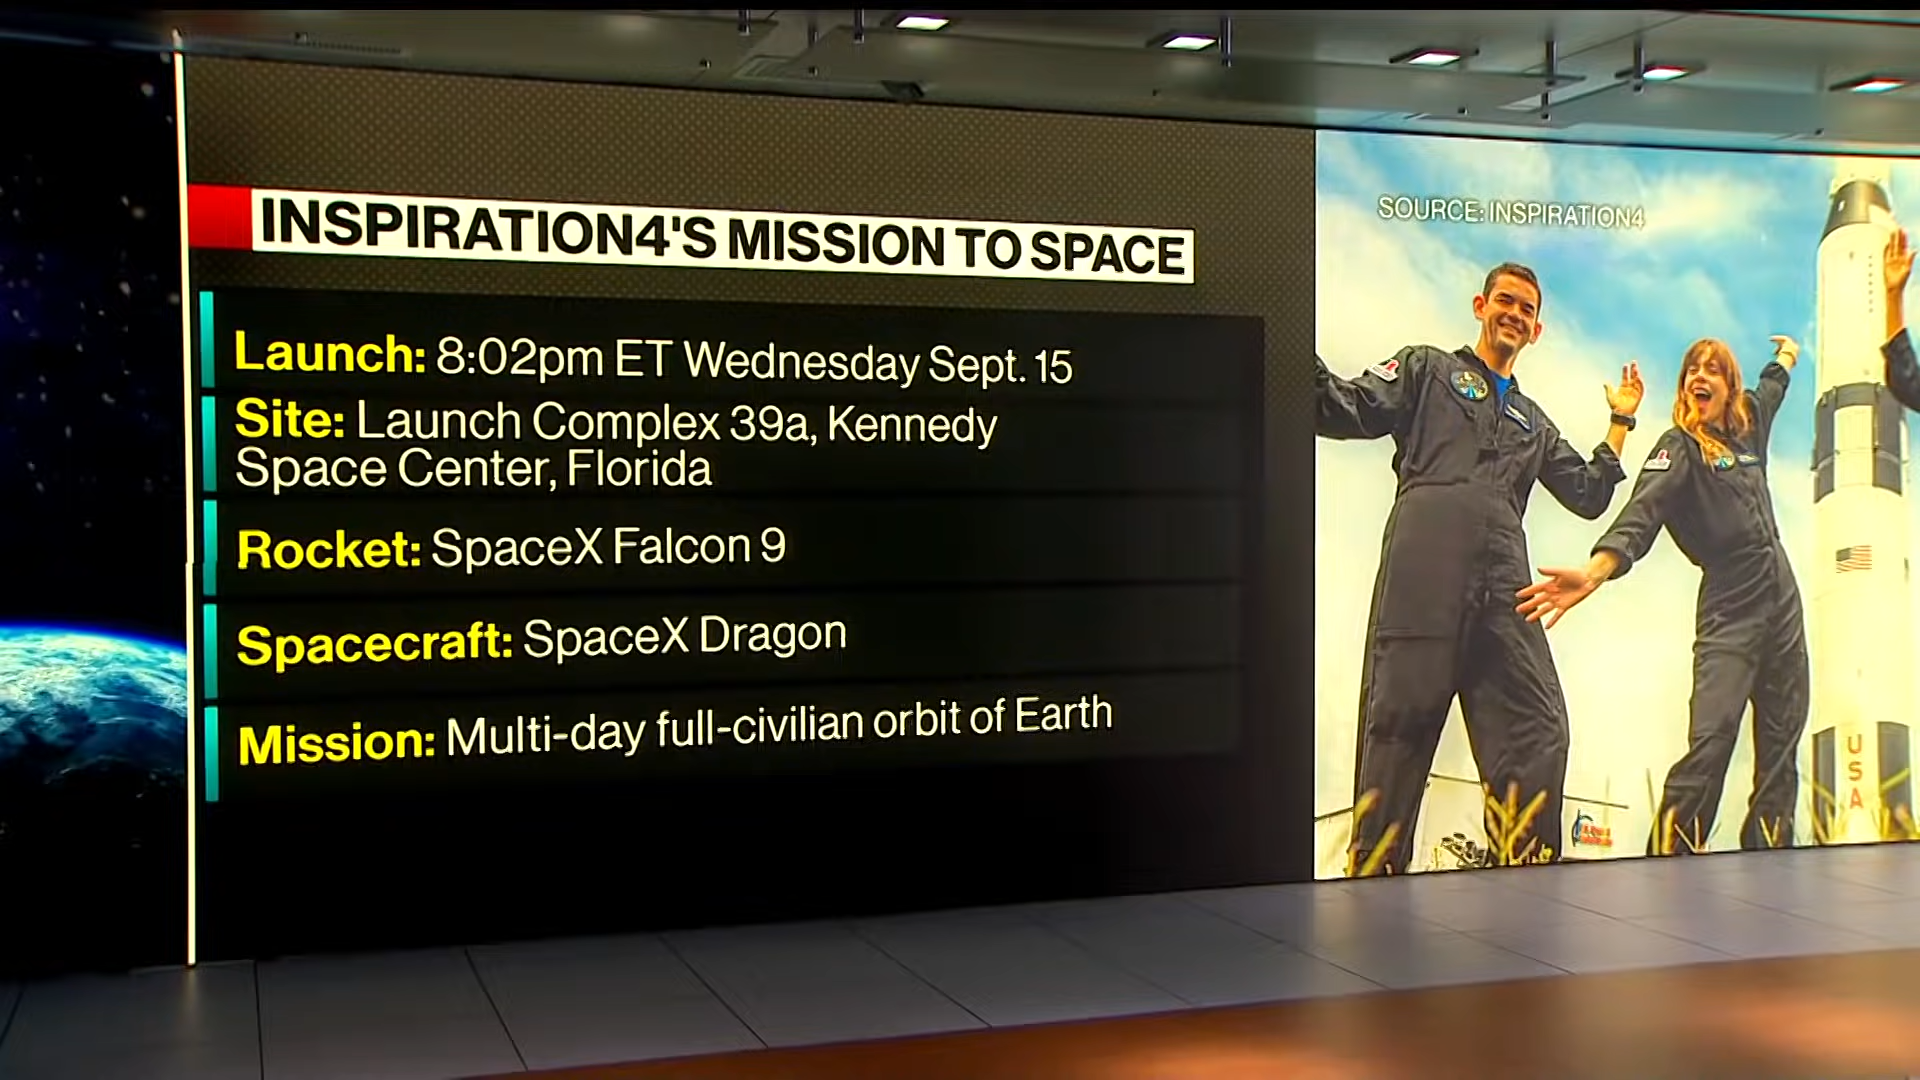 INSPIRATION4'S MISSION TO SPACE
Launch: 8:02pm ET Wednesday Sept. 15
Site: Launch Complex 39a, Kennedy
Space Center, Florida
Rocket: SpaceX Falcon 9
Spacecraft: SpaceX Dragon
Mission: Multi-day full-civilian orbit of Earth
SOURCE: INSPIRATION4
USA